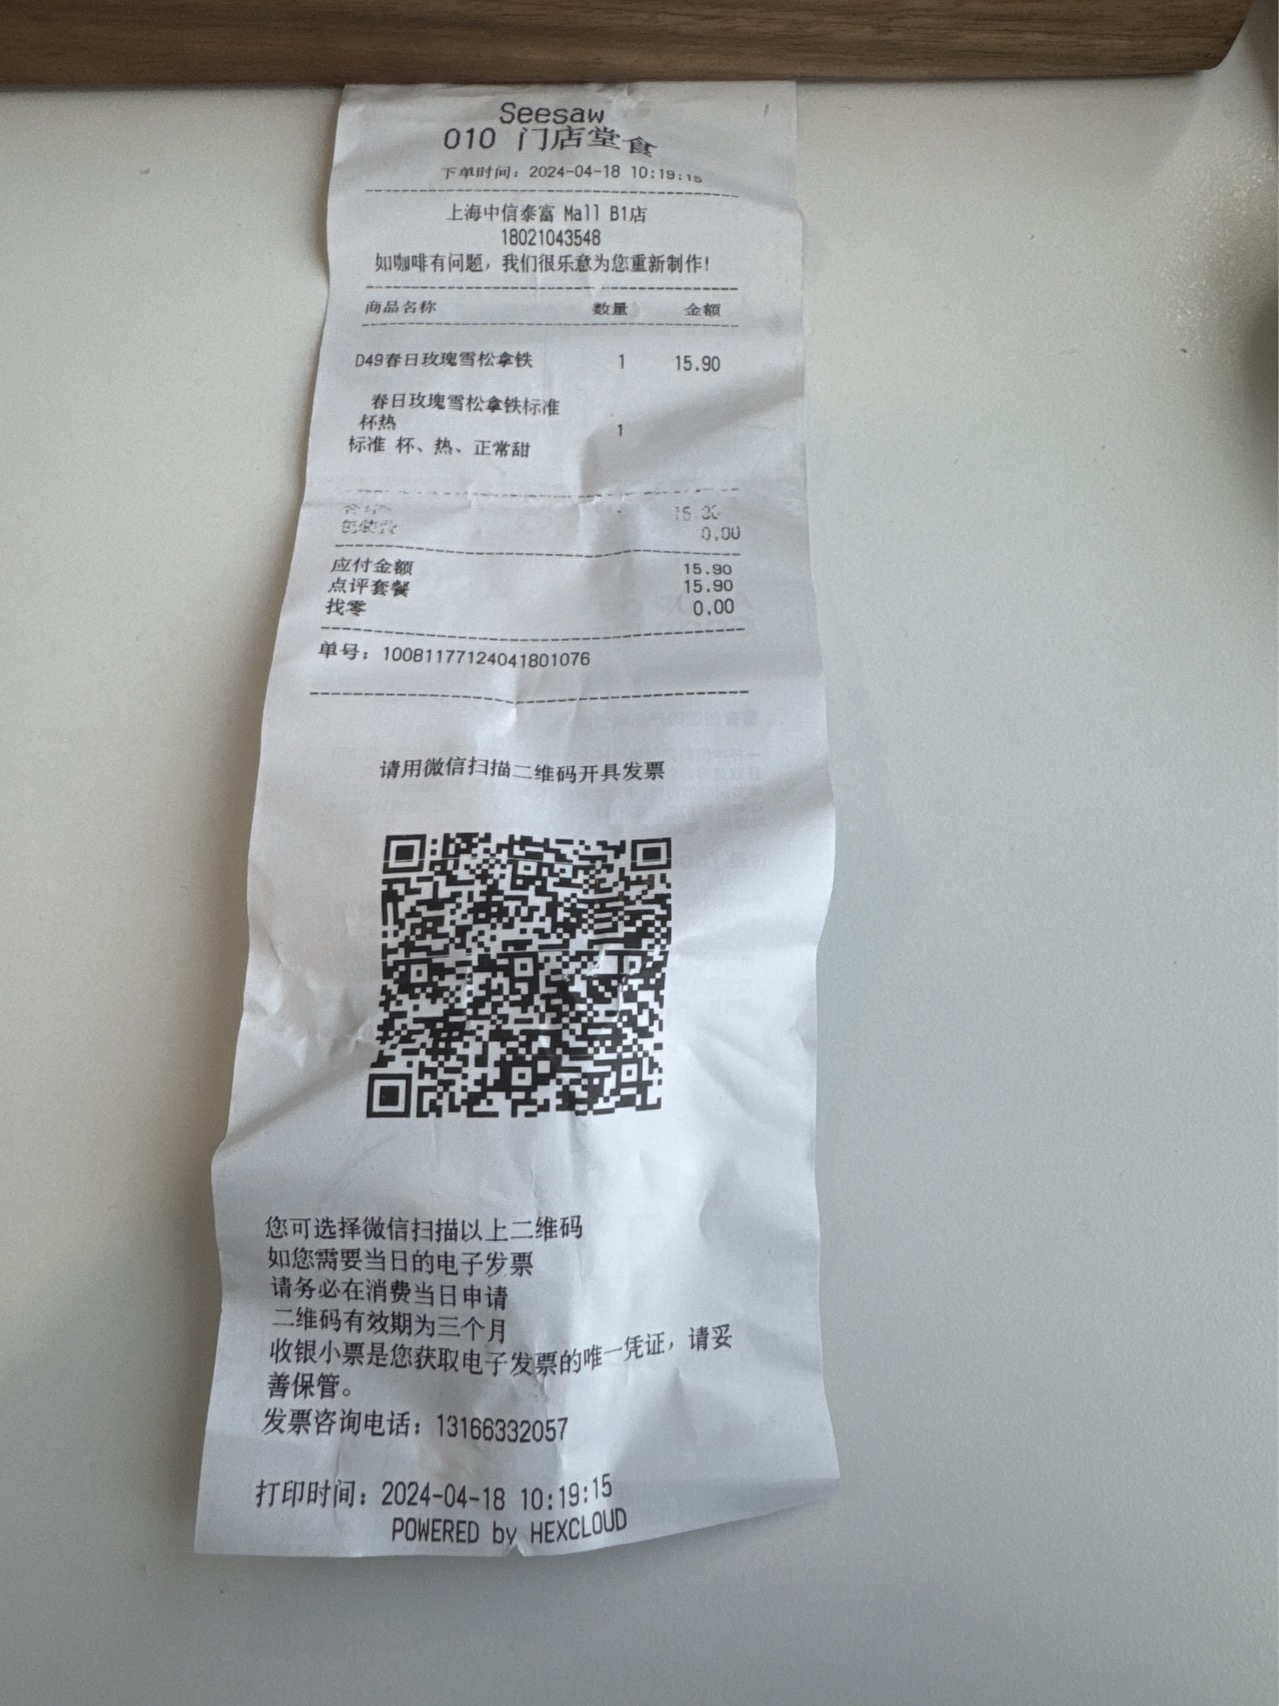 Seesaw
010 门店堂食
下单时间：2024-04-18 10:19:15
上海中信泰富 Mall B1店
18021043548
如咖啡有问题，我们很乐意为您重新制作!
商品名称 数量 金额
D49春日玫瑰雪松拿铁 1 15.90
春日玫瑰雪松拿铁标准
杯热 1
标准 杯、热、正常甜
包装费 0.00
应付金额 15.90
点评套餐 15.90
找零 0.00
单号：10081177124041801076
请用微信扫描二维码开具发票
您可选择微信扫描以上二维码
如您需要当日的电子发票
请务必在消费当日申请
二维码有效期为三个月
收银小票是您获取电子发票的唯一凭证，请妥
善保管。
发票咨询电话：13166332057
打印时间：2024-04-18 10:19:15
POWERED by HEXCLOUD